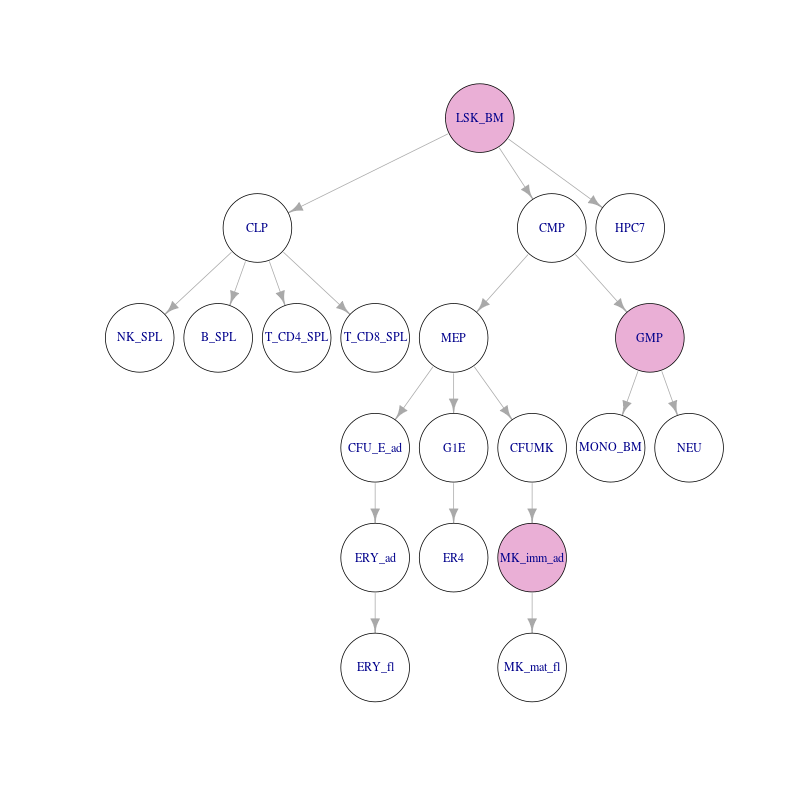 LSK_BM
CLP
CMP
HPC7
NK_SPL
B_SPL
T_CD4_SPL
T_CD8_SPL
MEP
GMP
CFU_E_ad
G1E
CFUMK
MONO_BM
NEU
ERY_ad
ER4
MK_imm_ad
ERY_fl
MK_mat_fl